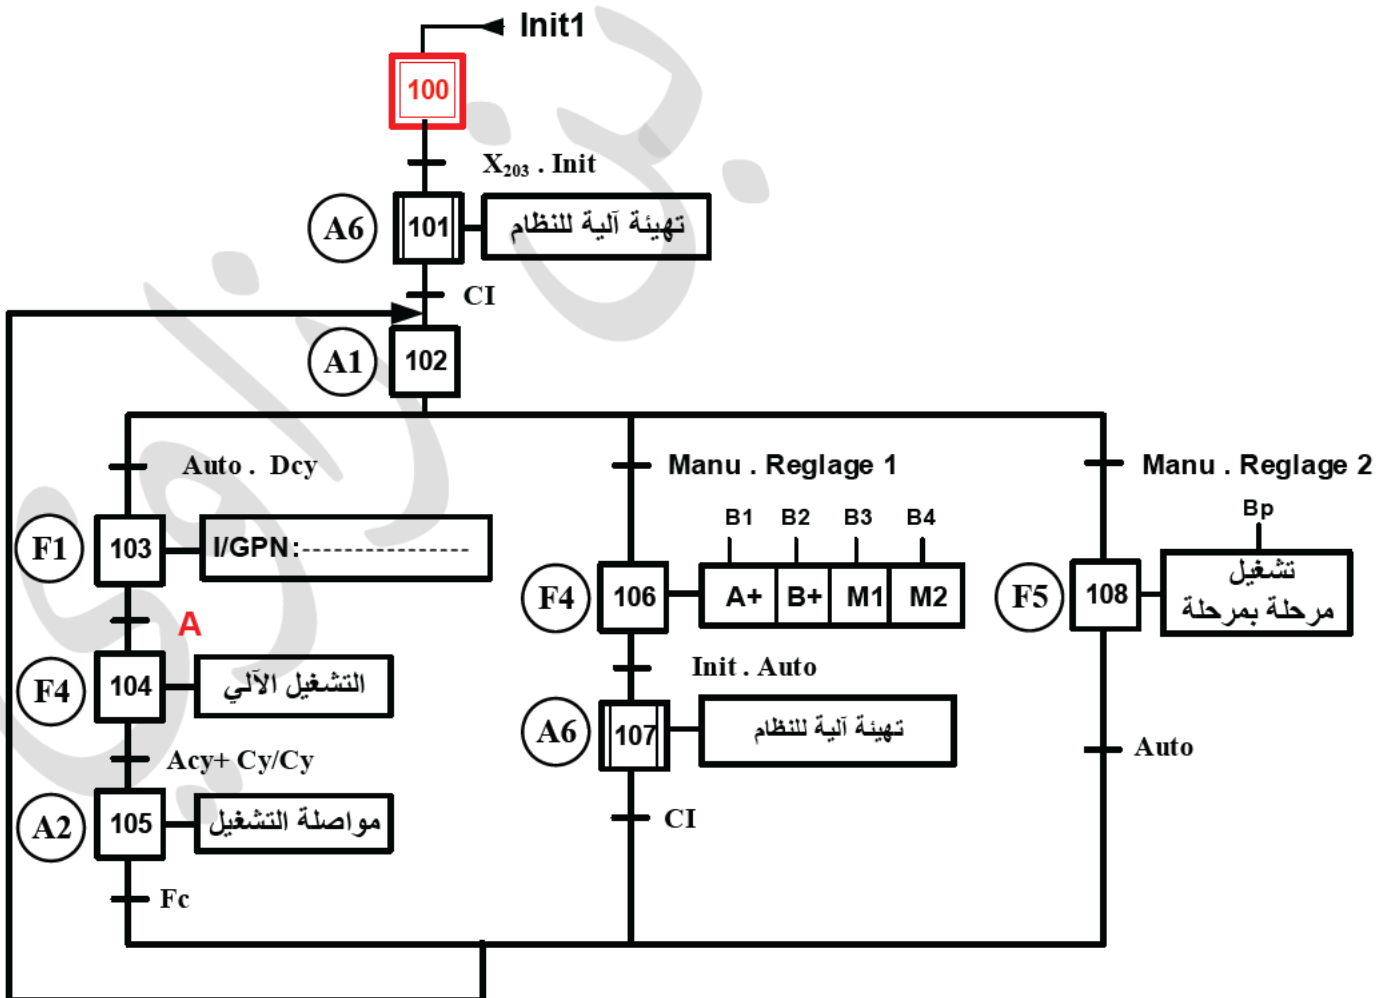 Init1
100
X₂₀₃ . Init
A6
101
تهيئة آلية للنظام
CI
A1
102
Auto . Dcy
Manu . Reglage 1
Manu . Reglage 2
F1
103
I/GPN:-----------------
B1 B2 B3 B4
F4
106
A+ B+ M1 M2
Bp
F5
108
تشغيل
مرحلة بمرحلة
A
F4
104
التشغيل الآلي
Init . Auto
A6
107
تهيئة آلية للنظام
Acy+ Cy/Cy
Auto
A2
105
مواصلة التشغيل
CI
Fc